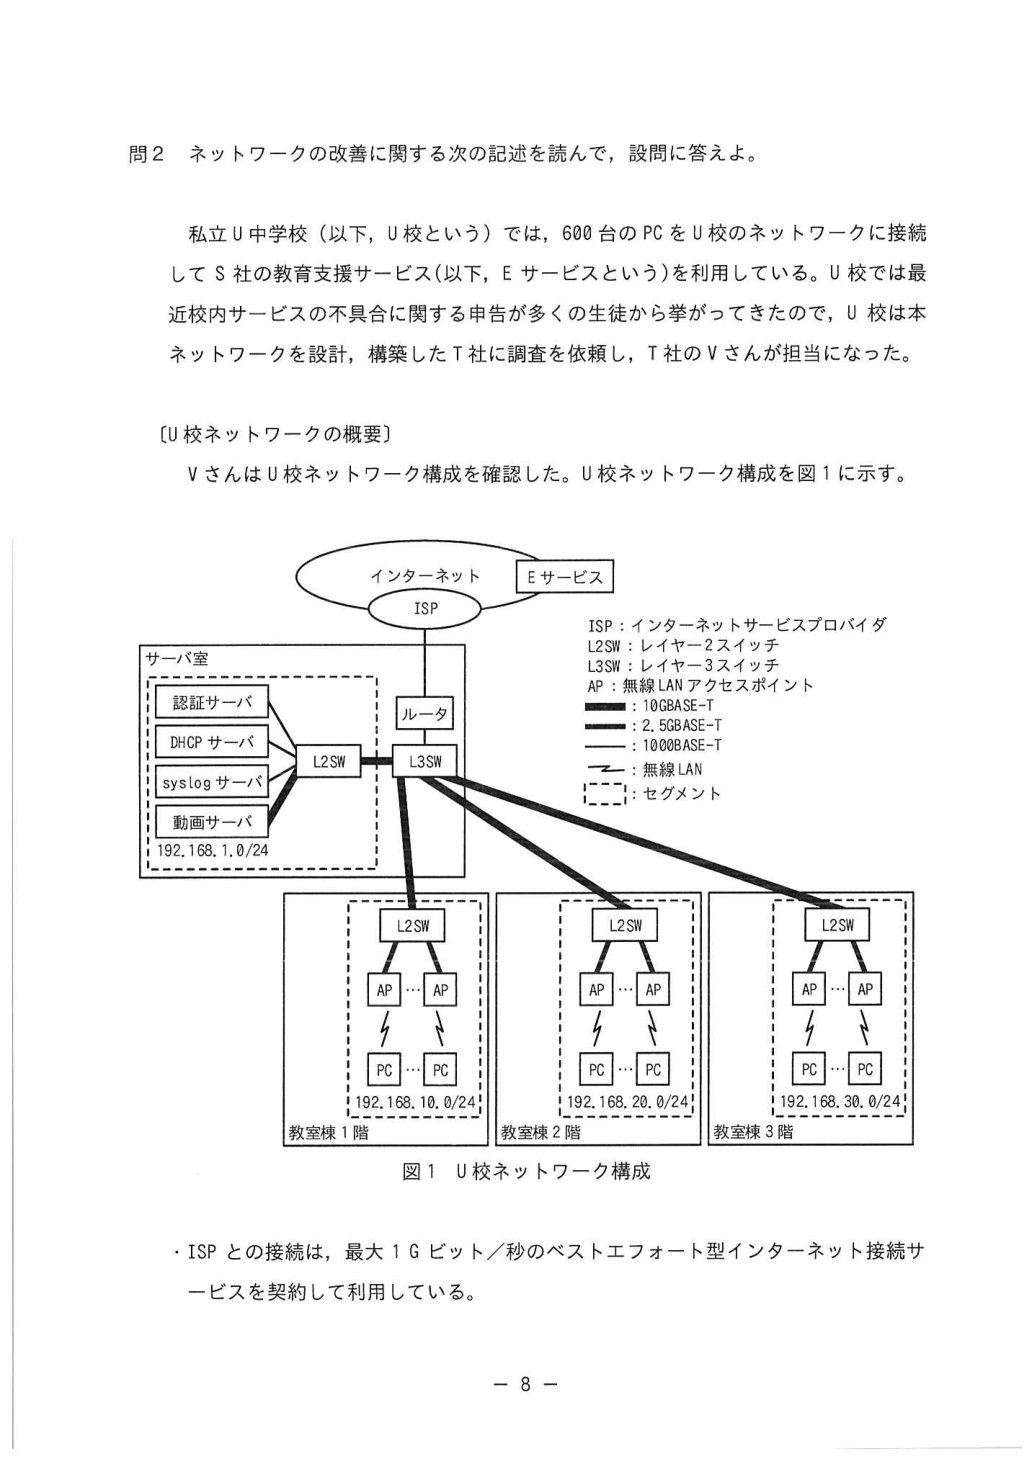 問2 ネットワークの改善に関する次の記述を読んで，設問に答えよ。
私立U中学校（以下，U校という）では，600台のPCをU校のネットワークに接続
してS社の教育支援サービス(以下，Eサービスという)を利用している。U校では最
近校内サービスの不具合に関する申告が多くの生徒から挙がってきたので，U校は本
ネットワークを設計，構築したT社に調査を依頼し，T社のVさんが担当になった。
〔U校ネットワークの概要〕
VさんはU校ネットワーク構成を確認した。U校ネットワーク構成を図1に示す。
インターネット
Eサービス
ISP
ISP：インターネットサービスプロバイダ
L2SW：レイヤー2スイッチ
L3SW：レイヤー3スイッチ
AP：無線LANアクセスポイント
：10GBASE-T
：2.5GBASE-T
：1000BASE-T
：無線LAN
：セグメント
サーバ室
認証サーバ
DHCPサーバ
syslogサーバ
動画サーバ
192.168.1.0/24
L2SW
ルータ
L3SW
L2SW
AP … AP
PC … PC
192.168.10.0/24
教室棟1階
L2SW
AP … AP
PC … PC
192.168.20.0/24
教室棟2階
L2SW
AP … AP
PC … PC
192.168.30.0/24
教室棟3階
図1 U校ネットワーク構成
・ISPとの接続は，最大1Gビット／秒のベストエフォート型インターネット接続サ
ービスを契約して利用している。
－ 8 －